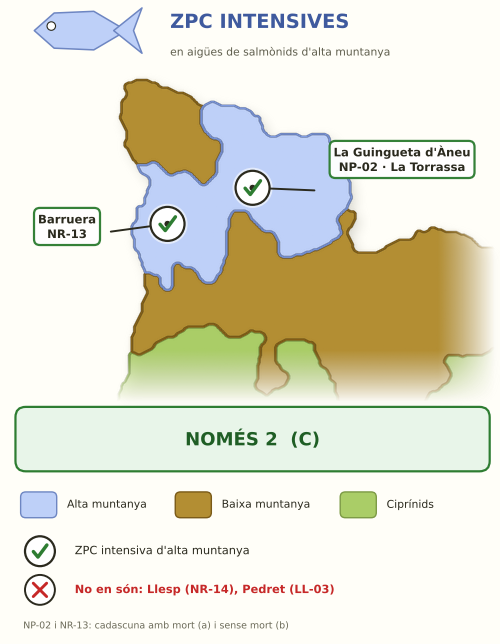 ZPC INTENSIVES
en aigües de salmònids d'alta muntanya
La Guingueta d'Àneu
NP-02 · La Torrassa
Barruera
NR-13
NOMÉS 2 (C)
Alta muntanya
Baixa muntanya
Ciprínids
ZPC intensiva d'alta muntanya
No en són: Llesp (NR-14), Pedret (LL-03)
NP-02 i NR-13: cadascuna amb mort (a) i sense mort (b)